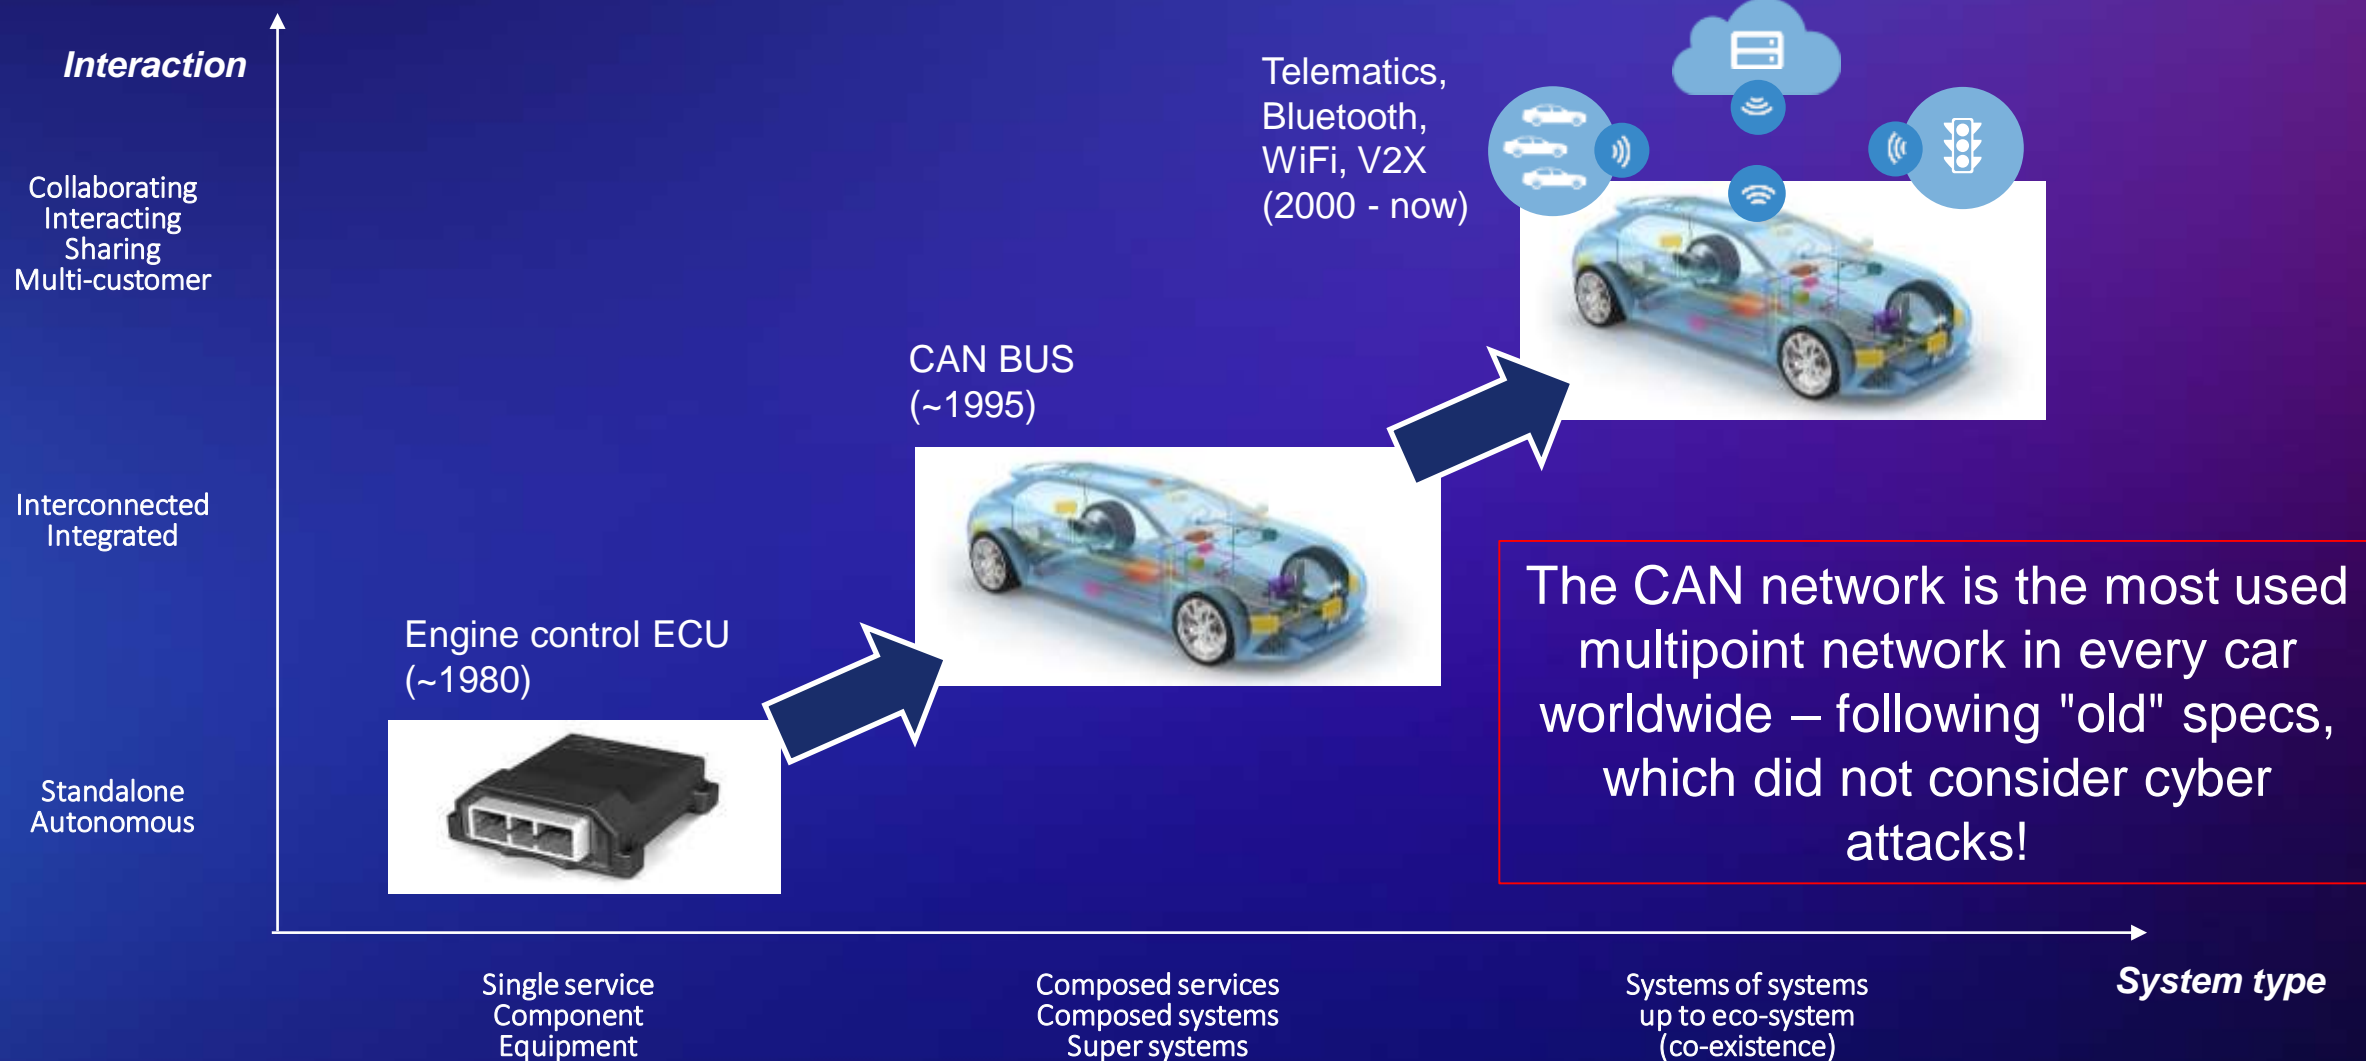 Interaction
Collaborating
Interacting
Sharing
Multi-customer
Interconnected
Integrated
Standalone
Autonomous
Engine control ECU
(~1980)
CAN BUS
(~1995)
Telematics,
Bluetooth,
WiFi, V2X
(2000 - now)
The CAN network is the most used
multipoint network in every car
worldwide – following "old" specs,
which did not consider cyber
attacks!
Single service
Component
Equipment
Composed services
Composed systems
Super systems
Systems of systems
up to eco-system
(co-existence)
System type